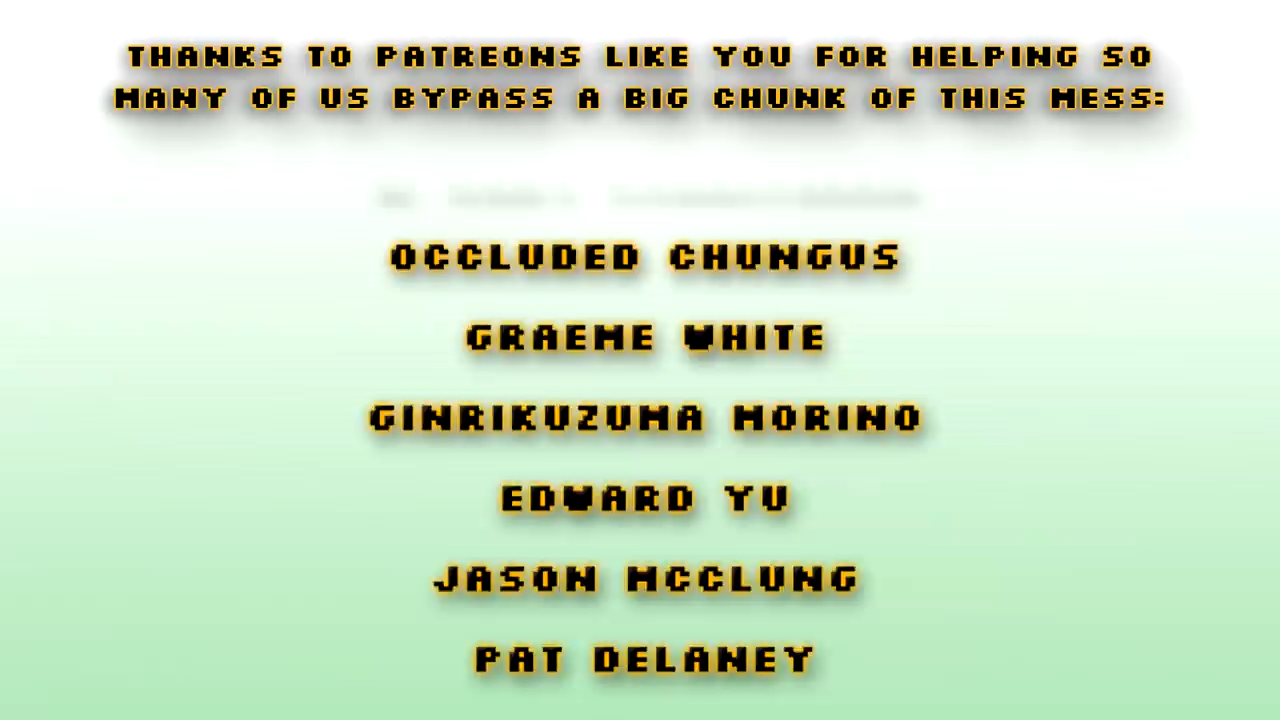 THANKS TO PATREONS LIKE YOU FOR HELPING SO
MANY OF US BYPASS A BIG CHUNK OF THIS MESS:
OCCLUDED CHUNGUS
GRAEME WHITE
GINRIKUZUMA MORINO
EDWARD YU
JASON MCCLUNG
PAT DELANEY